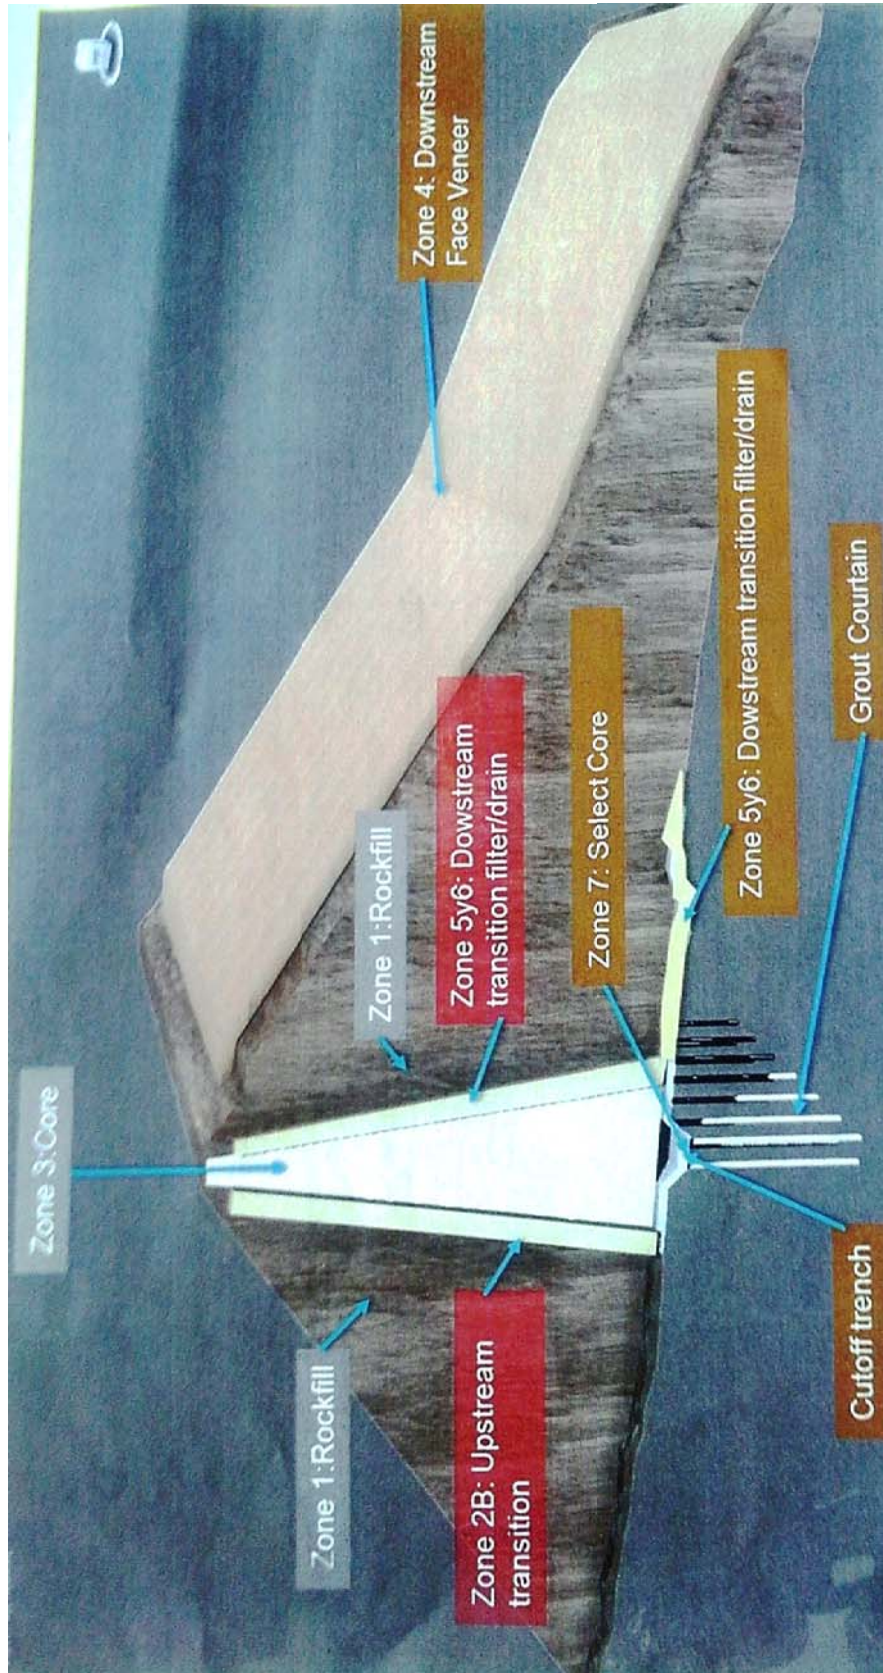 Zone 3:Core
Zone 1:Rockfill
Zone 2B: Upstream
transition
Zone 1:Rockfill
Zone 5y6: Dowstream
transition filter/drain
Zone 4: Downstream
Face Veneer
Zone 7: Select Core
Zone 5y6: Dowstream transition filter/drain
Cutoff trench
Grout Courtain